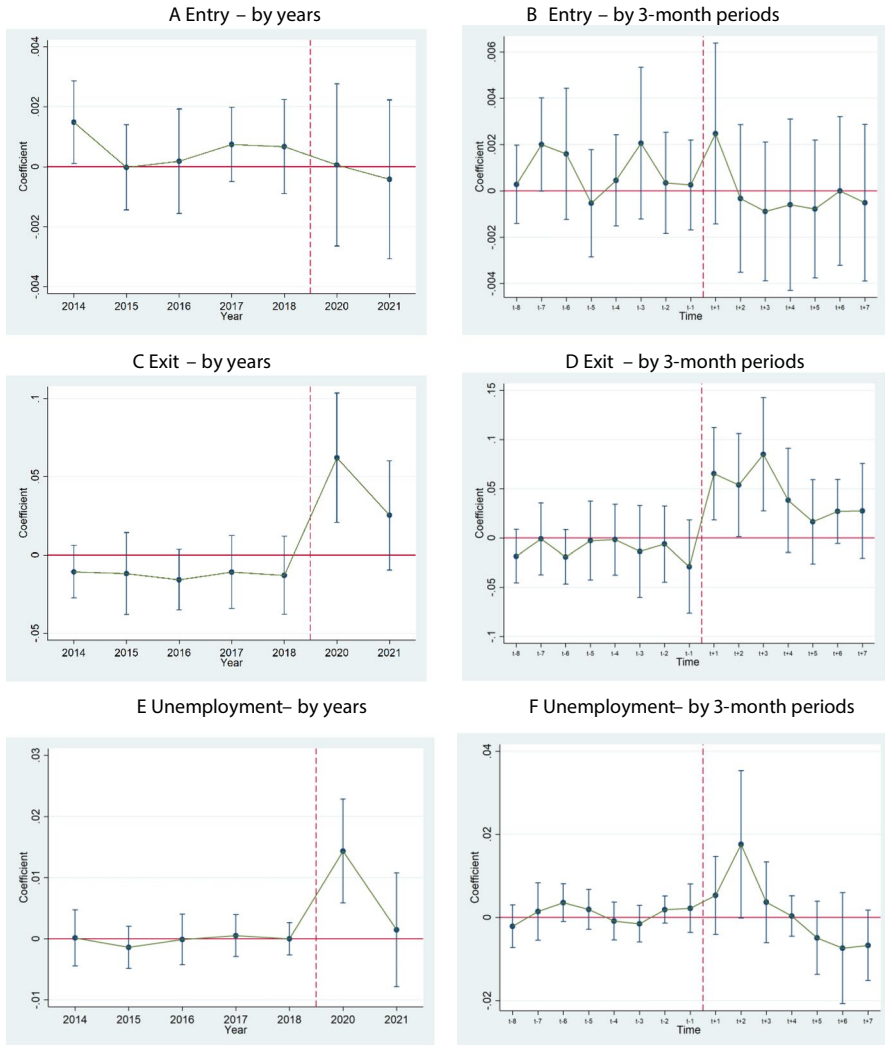 A Entry – by years
.004
.002
0
-.002
-.004
Coefficient
2014 2015 2016 2017 2018 2020 2021
Year
B Entry – by 3-month periods
.006
.004
.002
0
-.002
-.004
Coefficient
t-8 t-7 t-6 t-5 t-4 t-3 t-2 t-1 t+1 t+2 t+3 t+4 t+5 t+6 t+7
Time
C Exit – by years
.1
.05
0
-.05
Coefficient
2014 2015 2016 2017 2018 2020 2021
Year
D Exit – by 3-month periods
.15
.1
.05
0
-.05
-.1
Coefficient
t-8 t-7 t-6 t-5 t-4 t-3 t-2 t-1 t+1 t+2 t+3 t+4 t+5 t+6 t+7
Time
E Unemployment– by years
.03
.02
.01
0
-.01
Coefficient
2014 2015 2016 2017 2018 2020 2021
Year
F Unemployment– by 3-month periods
.04
.02
0
-.02
Coefficient
t-8 t-7 t-6 t-5 t-4 t-3 t-2 t-1 t+1 t+2 t+3 t+4 t+5 t+6 t+7
Time